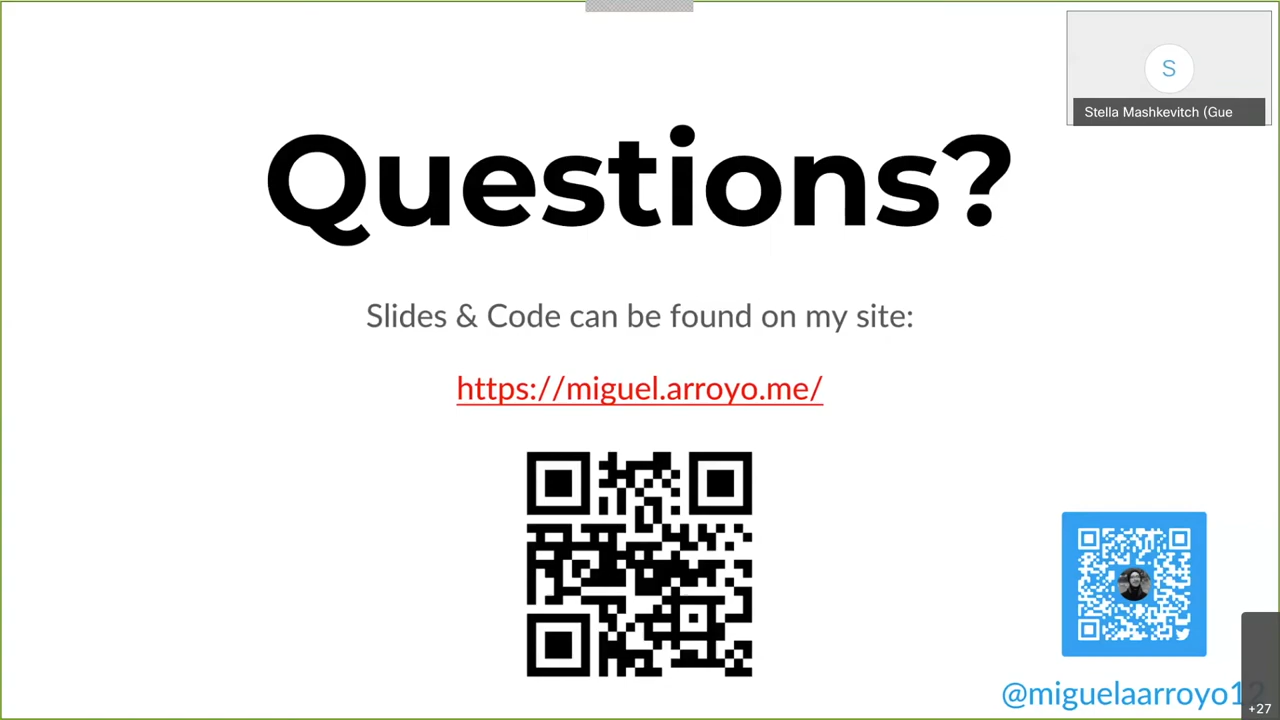 S
Stella Mashkevitch (Gue
Questions?
Slides & Code can be found on my site:
https://miguel.arroyo.me/
@miguelaarroyo12
+27